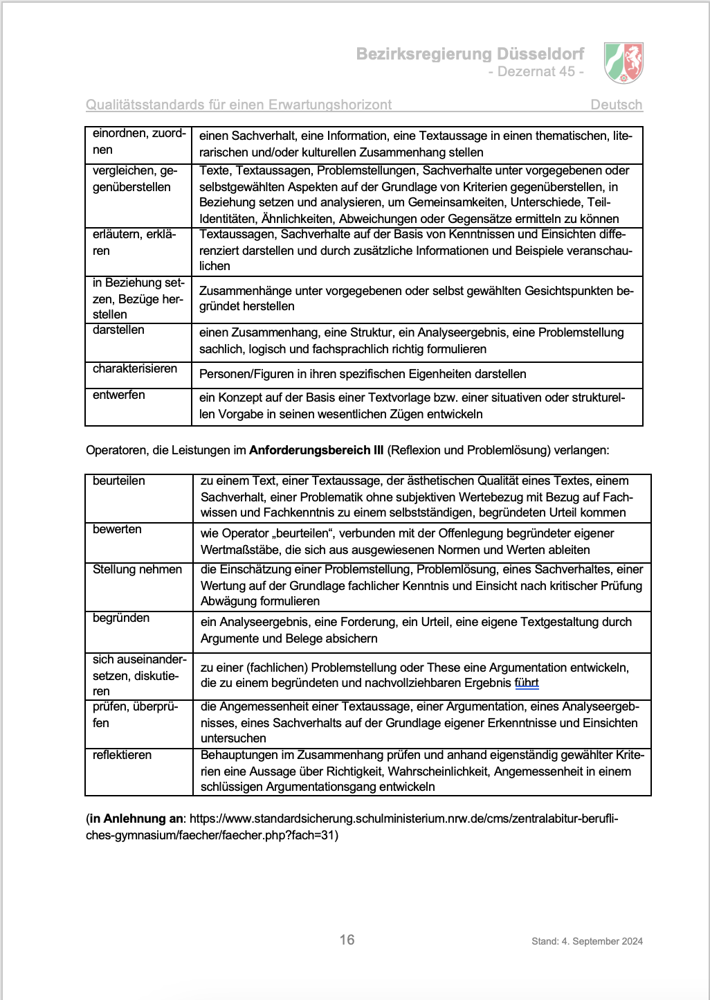 Bezirksregierung Düsseldorf
- Dezernat 45 -
Qualitätsstandards für einen Erwartungshorizont Deutsch
einordnen, zuord-
nen
einen Sachverhalt, eine Information, eine Textaussage in einen thematischen, lite-
rarischen und/oder kulturellen Zusammenhang stellen
vergleichen, ge-
genüberstellen
Texte, Textaussagen, Problemstellungen, Sachverhalte unter vorgegebenen oder
selbstgewählten Aspekten auf der Grundlage von Kriterien gegenüberstellen, in
Beziehung setzen und analysieren, um Gemeinsamkeiten, Unterschiede, Teil-
Identitäten, Ähnlichkeiten, Abweichungen oder Gegensätze ermitteln zu können
erläutern, erklä-
ren
Textaussagen, Sachverhalte auf der Basis von Kenntnissen und Einsichten diffe-
renziert darstellen und durch zusätzliche Informationen und Beispiele veranschau-
lichen
in Beziehung set-
zen, Bezüge her-
stellen
Zusammenhänge unter vorgegebenen oder selbst gewählten Gesichtspunkten be-
gründet herstellen
darstellen
einen Zusammenhang, eine Struktur, ein Analyseergebnis, eine Problemstellung
sachlich, logisch und fachsprachlich richtig formulieren
charakterisieren
Personen/Figuren in ihren spezifischen Eigenheiten darstellen
entwerfen
ein Konzept auf der Basis einer Textvorlage bzw. einer situativen oder strukturel-
len Vorgabe in seinen wesentlichen Zügen entwickeln
Operatoren, die Leistungen im Anforderungsbereich III (Reflexion und Problemlösung) verlangen:
beurteilen
zu einem Text, einer Textaussage, der ästhetischen Qualität eines Textes, einem
Sachverhalt, einer Problematik ohne subjektiven Wertebezug mit Bezug auf Fach-
wissen und Fachkenntnis zu einem selbstständigen, begründeten Urteil kommen
bewerten
wie Operator „beurteilen“, verbunden mit der Offenlegung begründeter eigener
Wertmaßstäbe, die sich aus ausgewiesenen Normen und Werten ableiten
Stellung nehmen
die Einschätzung einer Problemstellung, Problemlösung, eines Sachverhaltes, einer
Wertung auf der Grundlage fachlicher Kenntnis und Einsicht nach kritischer Prüfung
Abwägung formulieren
begründen
ein Analyseergebnis, eine Forderung, ein Urteil, eine eigene Textgestaltung durch
Argumente und Belege absichern
sich auseinander-
setzen, diskutie-
ren
zu einer (fachlichen) Problemstellung oder These eine Argumentation entwickeln,
die zu einem begründeten und nachvollziehbaren Ergebnis führt
prüfen, überprü-
fen
die Angemessenheit einer Textaussage, einer Argumentation, eines Analyseergeb-
nisses, eines Sachverhalts auf der Grundlage eigener Erkenntnisse und Einsichten
untersuchen
reflektieren
Behauptungen im Zusammenhang prüfen und anhand eigenständig gewählter Krite-
rien eine Aussage über Richtigkeit, Wahrscheinlichkeit, Angemessenheit in einem
schlüssigen Argumentationsgang entwickeln
(in Anlehnung an: https://www.standardsicherung.schulministerium.nrw.de/cms/zentralabitur-berufli-
ches-gymnasium/faecher/faecher.php?fach=31)
16
Stand: 4. September 2024